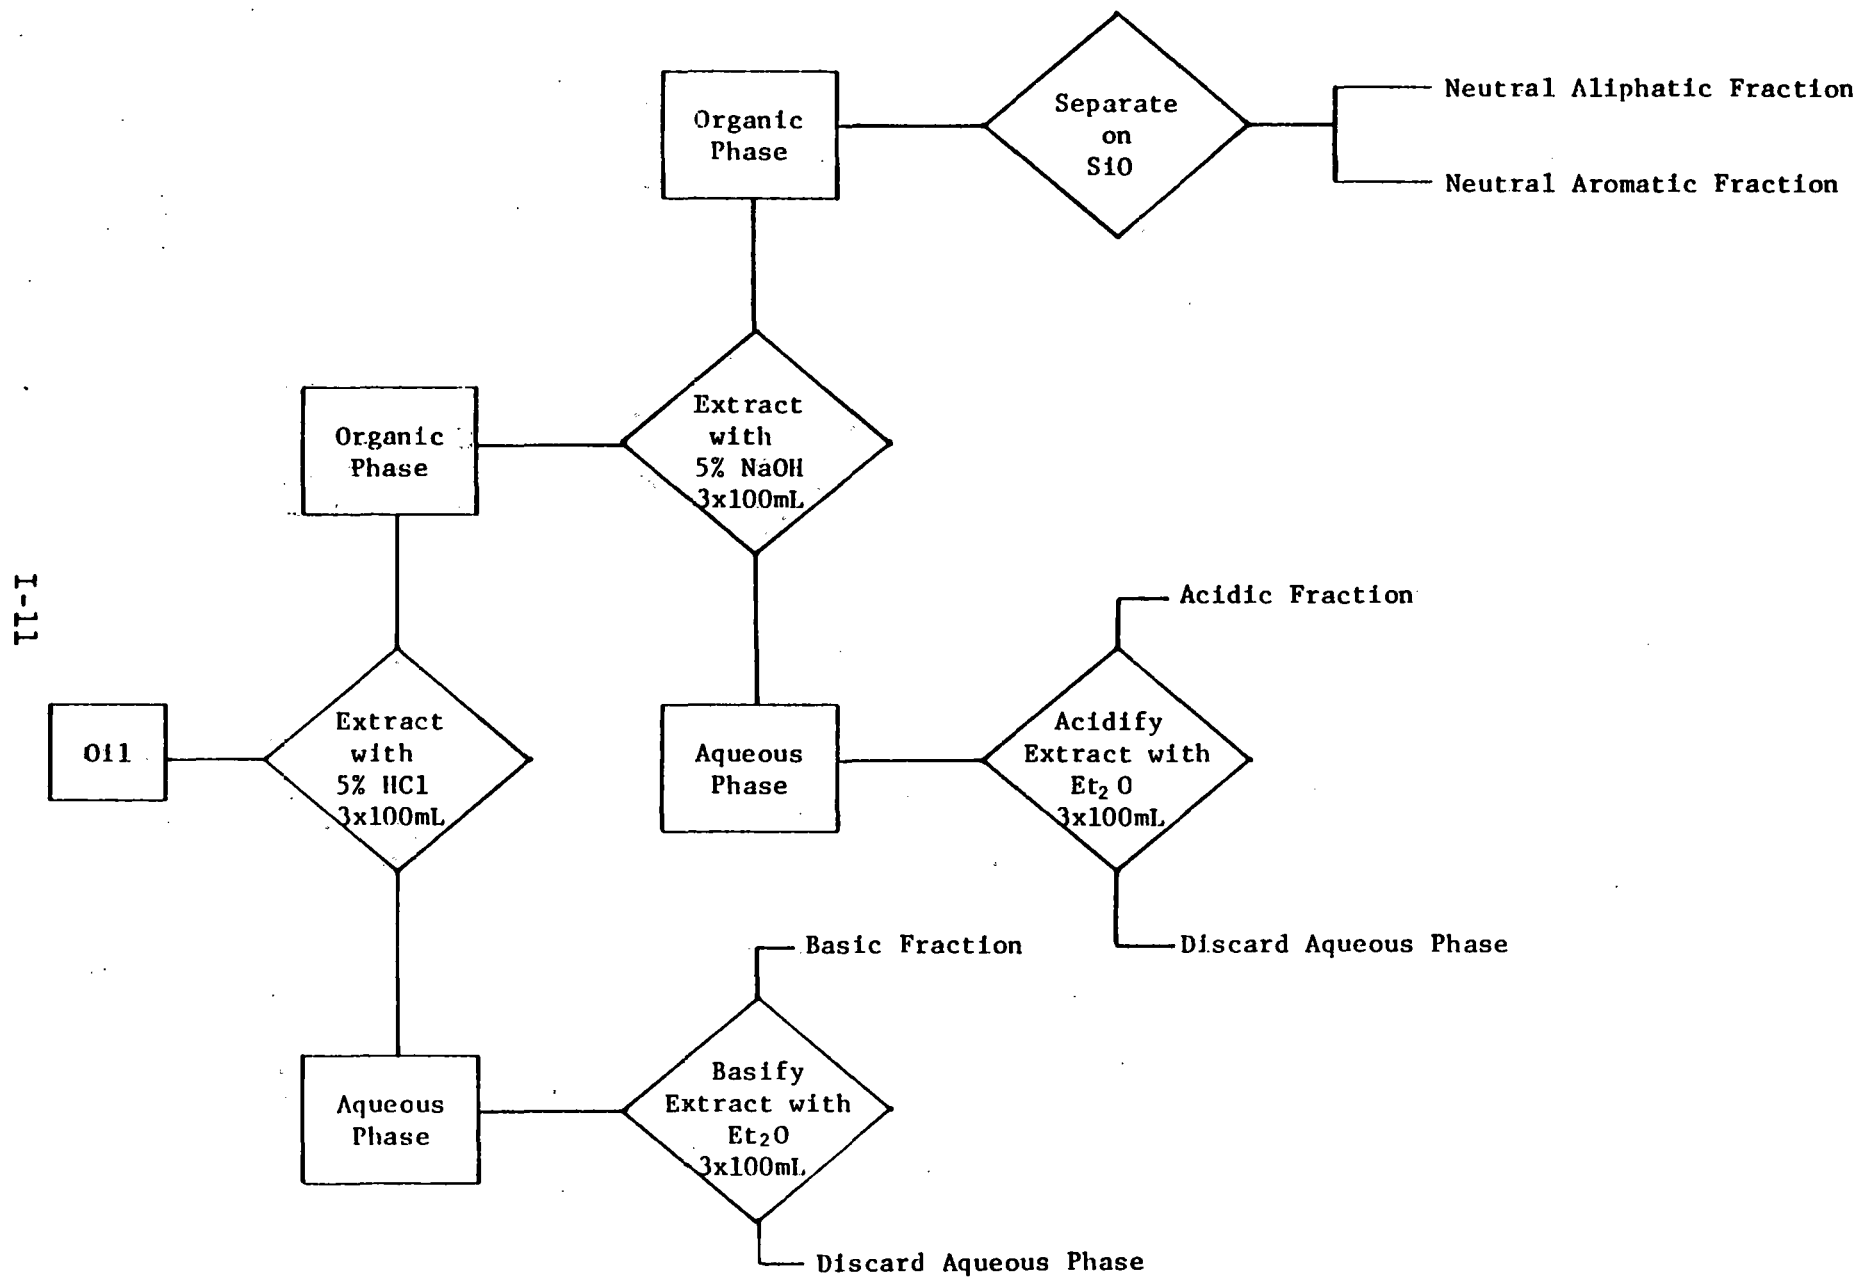 Organic
Phase
Separate
on
SiO
Neutral Aliphatic Fraction
Neutral Aromatic Fraction
Organic
Phase
Extract
with
5% NaOH
3x100mL
I-11
Oil
Extract
with
5% HCl
3x100mL
Aqueous
Phase
Acidic Fraction
Acidify
Extract with
Et₂ O
3x100mL
Discard Aqueous Phase
Aqueous
Phase
Basic Fraction
Basify
Extract with
Et₂O
3x100mL
Discard Aqueous Phase